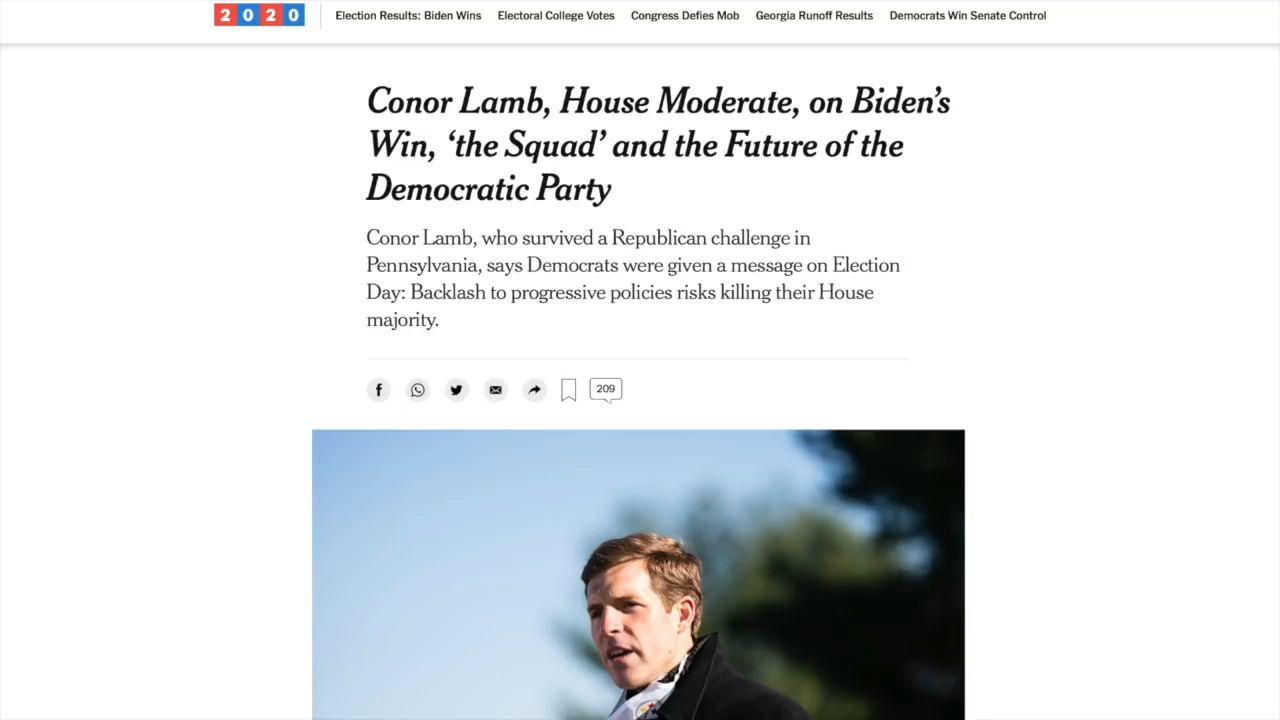 2020 Election Results: Biden Wins Electoral College Votes Congress Defies Mob Georgia Runoff Results Democrats Win Senate Control
Conor Lamb, House Moderate, on Biden’s
Win, ‘the Squad’ and the Future of the
Democratic Party
Conor Lamb, who survived a Republican challenge in
Pennsylvania, says Democrats were given a message on Election
Day: Backlash to progressive policies risks killing their House
majority.
209